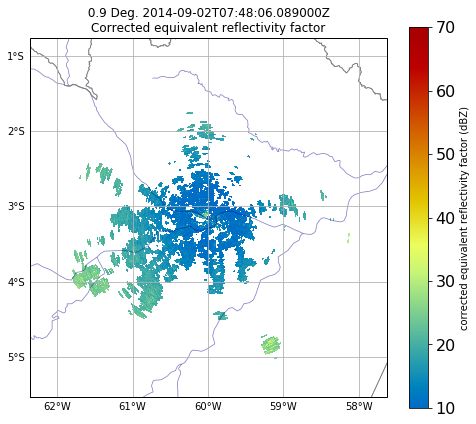 0.9 Deg. 2014-09-02T07:48:06.089000Z
Corrected equivalent reflectivity factor
1°S
2°S
3°S
4°S
5°S
62°W 61°W 60°W 59°W 58°W
70
60
50
40
30
20
10
corrected equivalent reflectivity factor (dBZ)